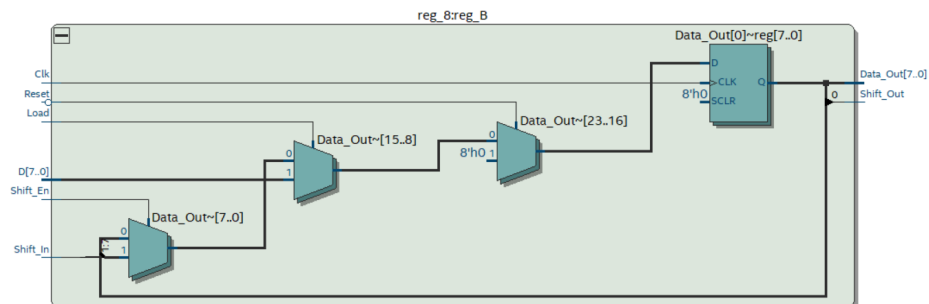 reg_8:reg_B
Data_Out[0]~reg[7..0]
Clk
D
CLK
Q
Data_Out[7..0]
Reset
8'h0
SCLR
0
Shift_Out
Load
Data_Out~[23..16]
Data_Out~[15..8]
0
8'h0
1
0
D[7..0]
1
Shift_En
Data_Out~[7..0]
0
1:7
Shift_In
1